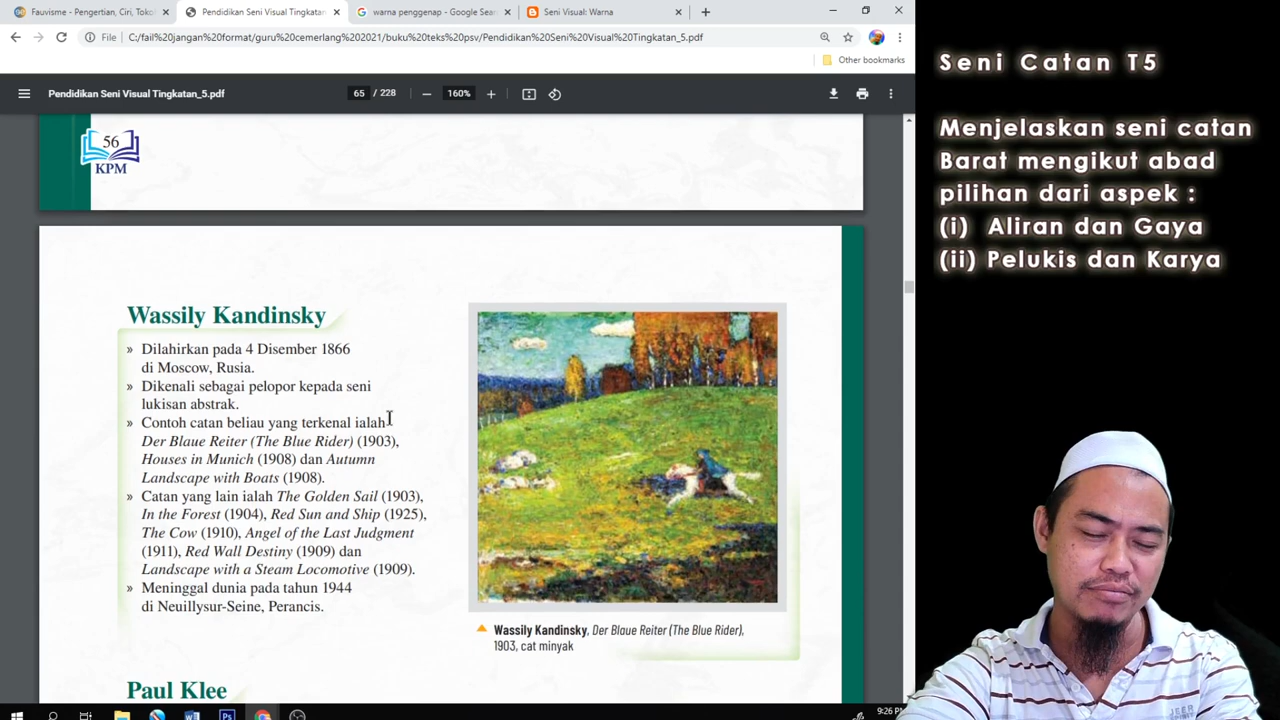 Fauvisme - Pengertian, Ciri, Tokol
Pendidikan Seni Visual Tingkatan
warna penggenap - Google Sear
Seni Visual: Warna
File
C:/fail%20jangan%20format/guru%20cemerlang%202021/buku%20teks%20psv/Pendidikan%20Seni%20Visual%20Tingkatan_5.pdf
Other bookmarks
Pendidikan Seni Visual Tingkatan_5.pdf
65 / 228
160%
56
KPM
Wassily Kandinsky
» Dilahirkan pada 4 Disember 1866
di Moscow, Rusia.
» Dikenali sebagai pelopor kepada seni
lukisan abstrak.
» Contoh catan beliau yang terkenal ialah
Der Blaue Reiter (The Blue Rider) (1903),
Houses in Munich (1908) dan Autumn
Landscape with Boats (1908).
» Catan yang lain ialah The Golden Sail (1903),
In the Forest (1904), Red Sun and Ship (1925),
The Cow (1910), Angel of the Last Judgment
(1911), Red Wall Destiny (1909) dan
Landscape with a Steam Locomotive (1909).
» Meninggal dunia pada tahun 1944
di Neuillysur-Seine, Perancis.
Wassily Kandinsky, Der Blaue Reiter (The Blue Rider),
1903, cat minyak
Paul Klee
Seni Catan T5
Menjelaskan seni catan
Barat mengikut abad
pilihan dari aspek :
(i) Aliran dan Gaya
(ii) Pelukis dan Karya
9:26 PM